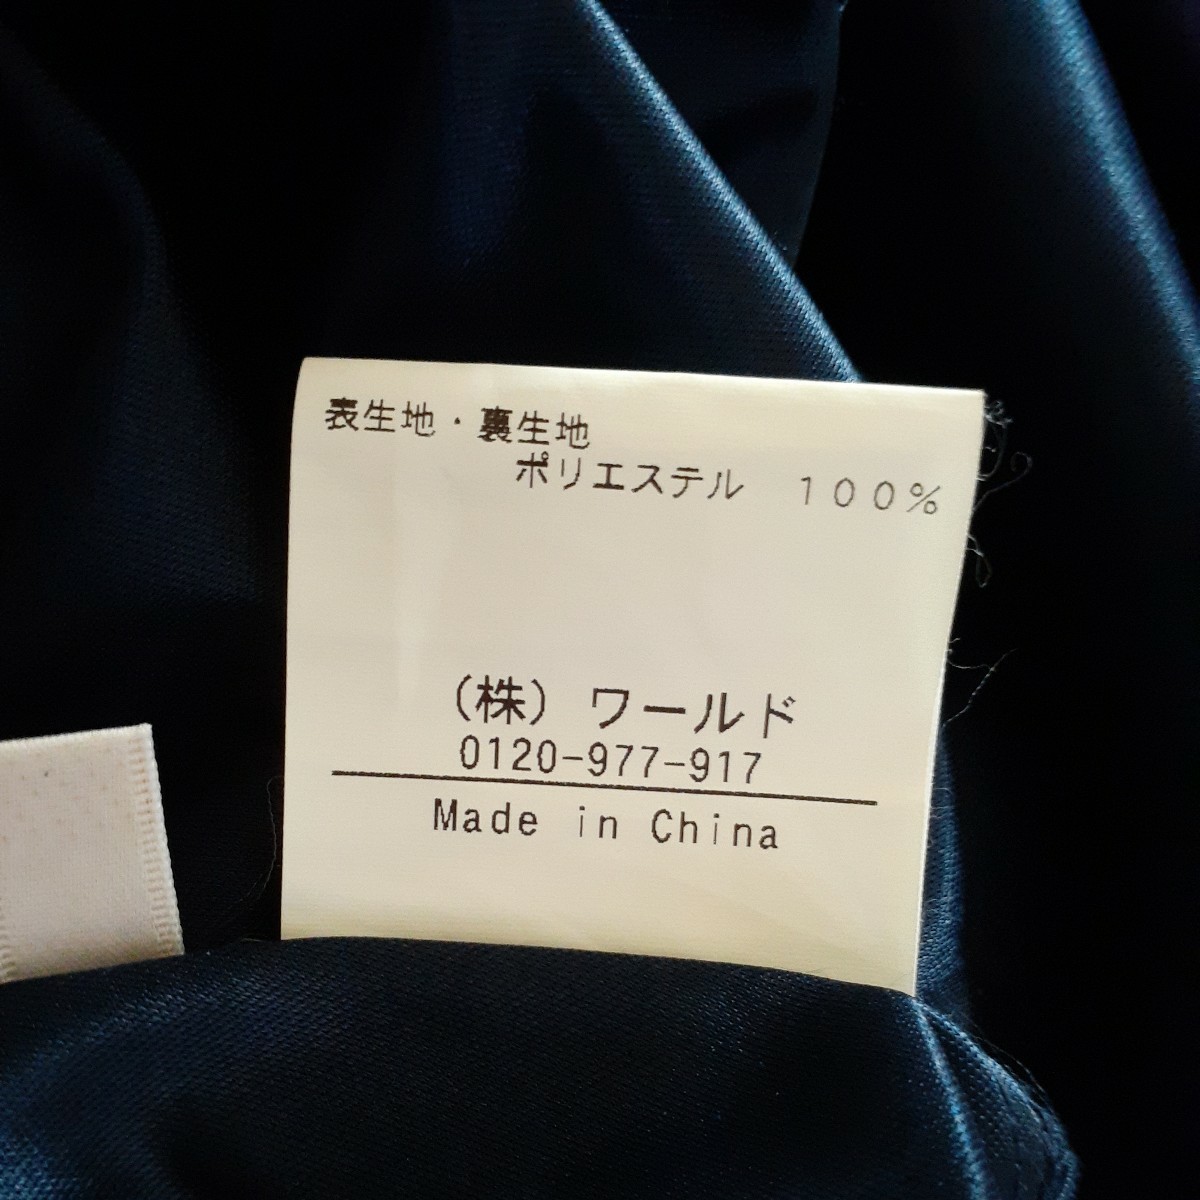 表生地・裏生地
ポリエステル　１００％
（株）ワールド
0120-977-917
Made in China